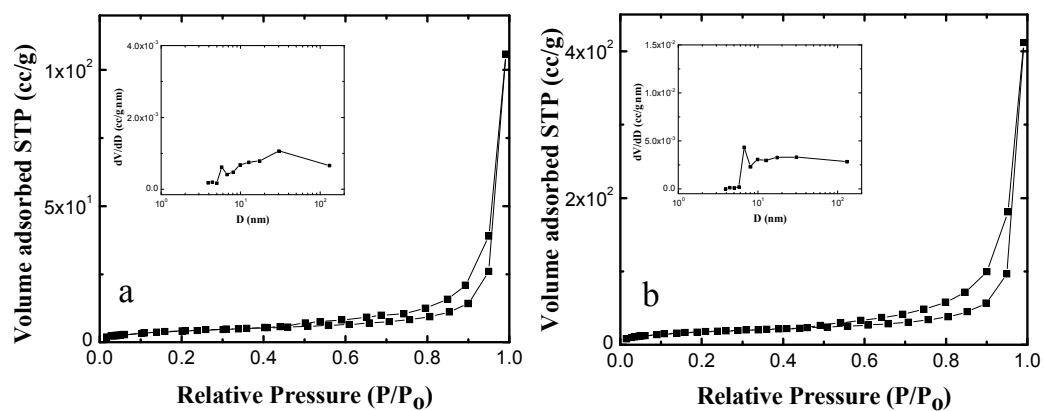 Volume adsorbed STP (cc/g)
1x10²
5x10¹
0
0.0 0.2 0.4 0.6 0.8 1.0
Relative Pressure (P/P₀)
a
dV/dD (cc/gnm)
4.0x10⁻³
2.0x10⁻³
0.0
10⁰ 10¹ 10²
D (nm)
Volume adsorbed STP (cc/g)
4x10²
2x10²
0
0.0 0.2 0.4 0.6 0.8 1.0
Relative Pressure (P/P₀)
b
dV/dD (cc/gnm)
1.5x10⁻²
1.0x10⁻²
5.0x10⁻³
0.0
10⁰ 10¹ 10²
D (nm)